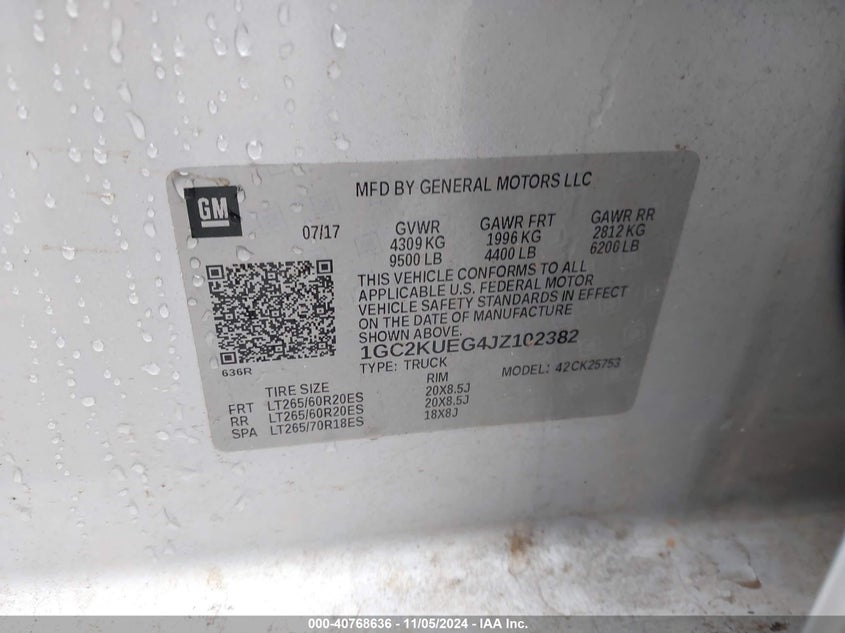 GM
MFD BY GENERAL MOTORS LLC
07/17
GVWR
4309 KG
9500 LB
GAWR FRT
1996 KG
4400 LB
GAWR RR
2812 KG
6200 LB
THIS VEHICLE CONFORMS TO ALL
APPLICABLE U.S. FEDERAL MOTOR
VEHICLE SAFETY STANDARDS IN EFFECT
ON THE DATE OF MANUFACTURE
SHOWN ABOVE.
1GC2KUEG4JZ102382
TYPE: TRUCK
MODEL: 42CK25753
636R
TIRE SIZE RIM
FRT LT265/60R20ES 20X8.5J
RR LT265/60R20ES 20X8.5J
SPA LT265/70R18ES 18X8J
000-40768636 - 11/05/2024 - IAA Inc.